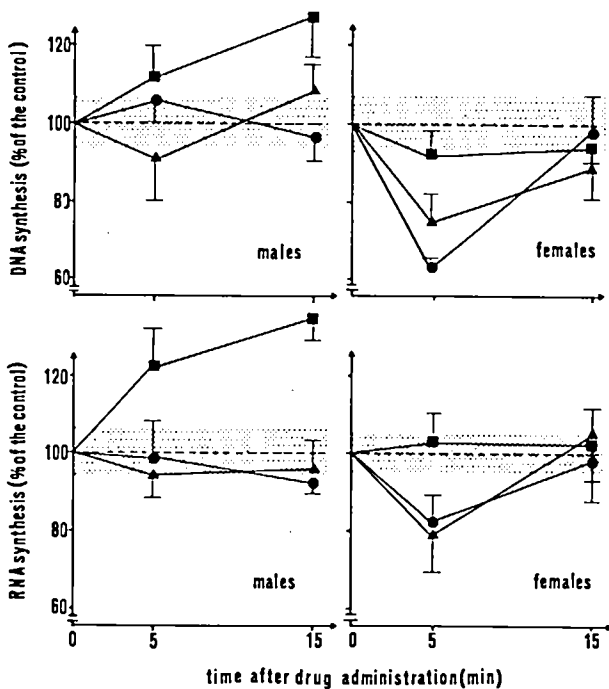 DNA synthesis (% of the control)
120
100
80
60
males
females
RNA synthesis (% of the control)
120
100
80
60
males
females
0
5
15
0
5
15
time after drug administration (min)